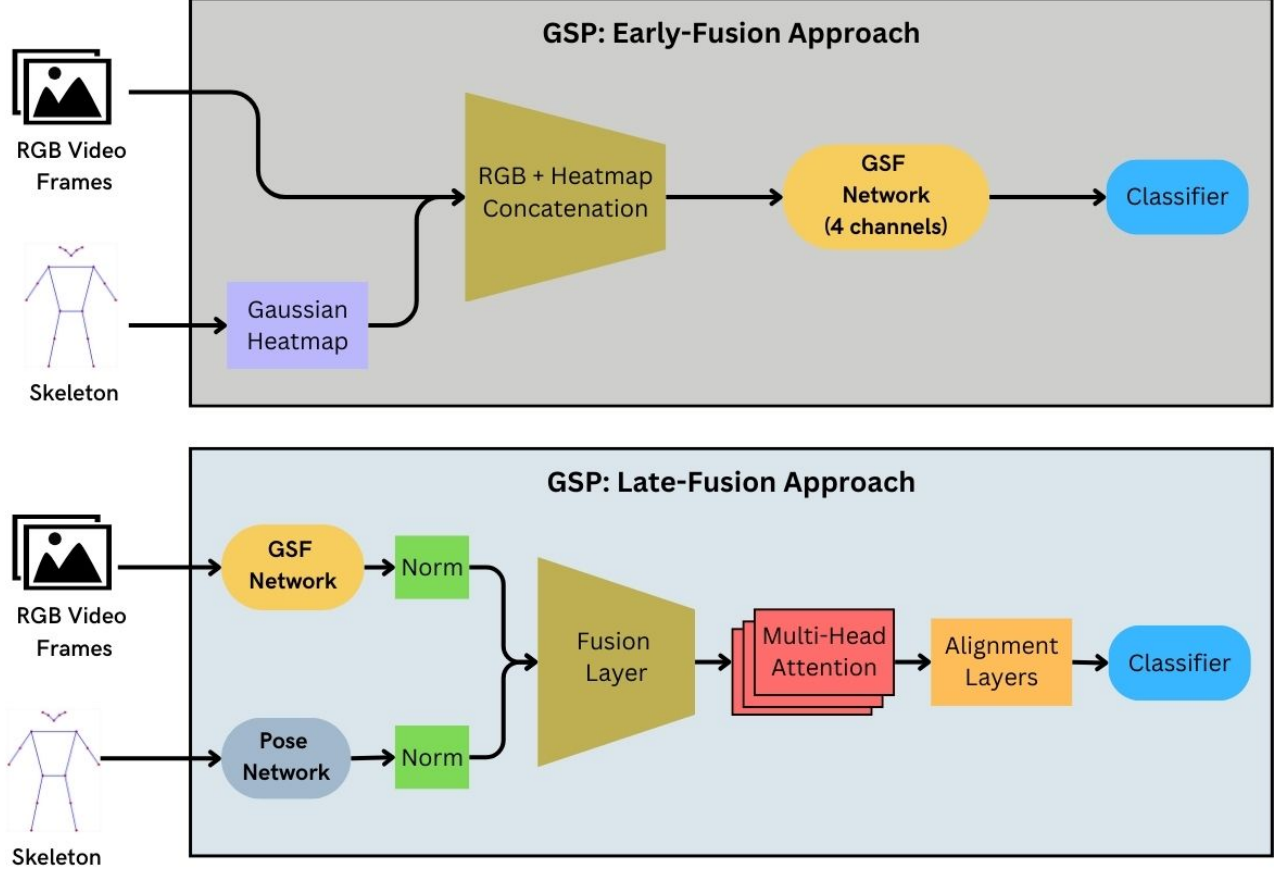 GSP: Early-Fusion Approach
RGB Video
Frames
RGB + Heatmap
Concatenation
GSF
Network
(4 channels)
Classifier
Gaussian
Heatmap
Skeleton
GSP: Late-Fusion Approach
RGB Video
Frames
GSF
Network
Norm
Fusion
Layer
Multi-Head
Attention
Alignment
Layers
Classifier
Pose
Network
Norm
Skeleton